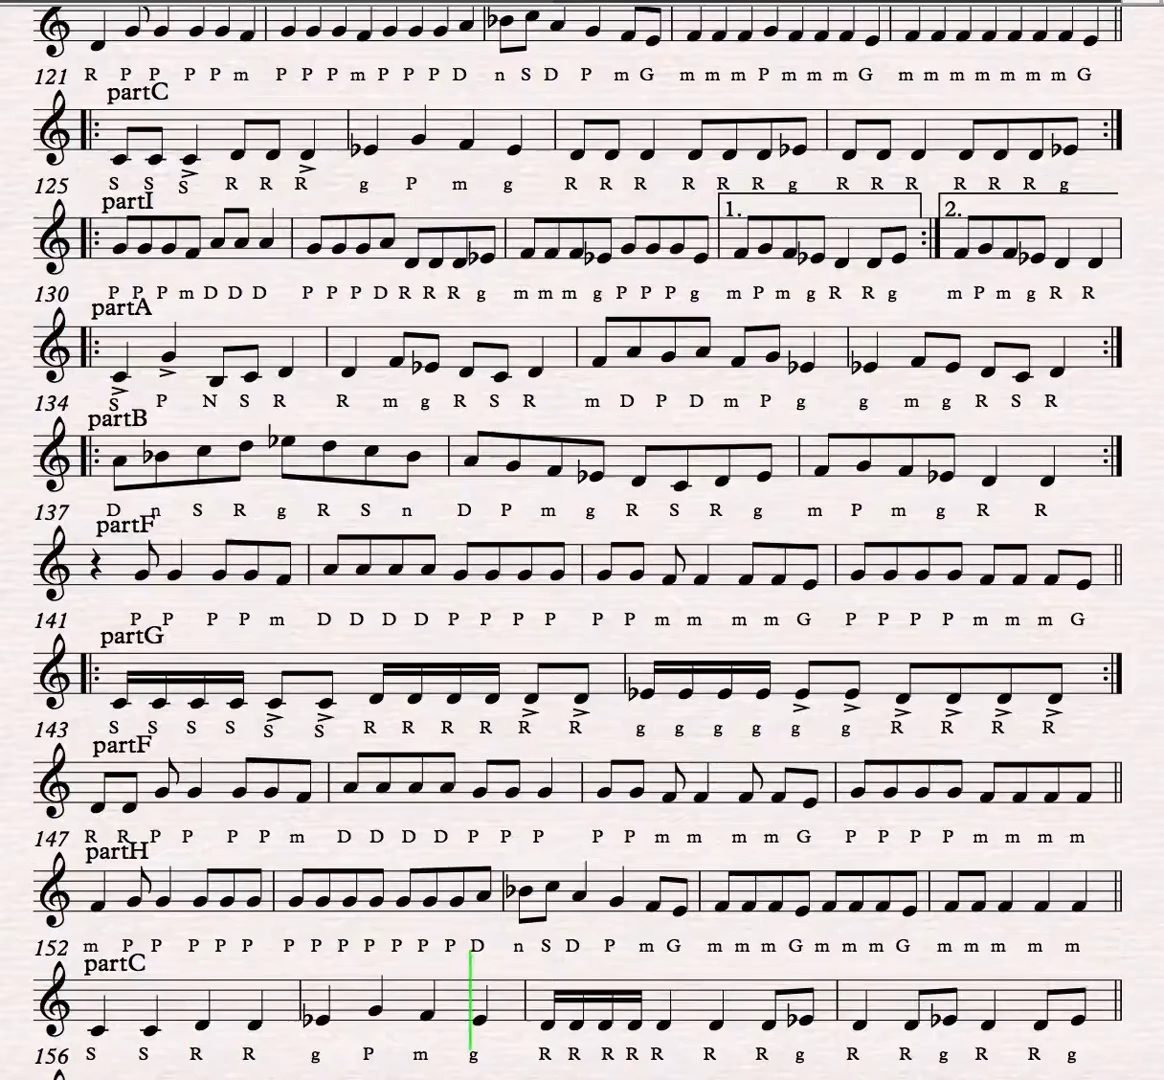 R P P P P m P P P m P P P D n S D P m G m m m P m m m G m m m m m m m G
121
partC
S S S R R R g P m g R R R R R R g R R R R R R g
125
partI
1. 2.
P P P m D D D P P P D R R R g m m m g P P P g m P m g R R g m P m g R R
130
partA
S P N S R R m g R S R m D P D m P g g m g R S R
134
partB
D n S R g R S n D P m g R S R g m P m g R R
137
partF
P P P P m D D D D P P P P P P m m m m G P P P P m m m G
141
partG
S S S S S S R R R R R R g g g g g g R R R R
143
partF
R R P P P P m D D D D P P P P P m m m m G P P P P m m m m
147
partH
m P P P P P P P P P P P P D n S D P m G m m m G m m m G m m m m m
152
partC
S S R R g P m g R R R R R R R g R R g R R g
156